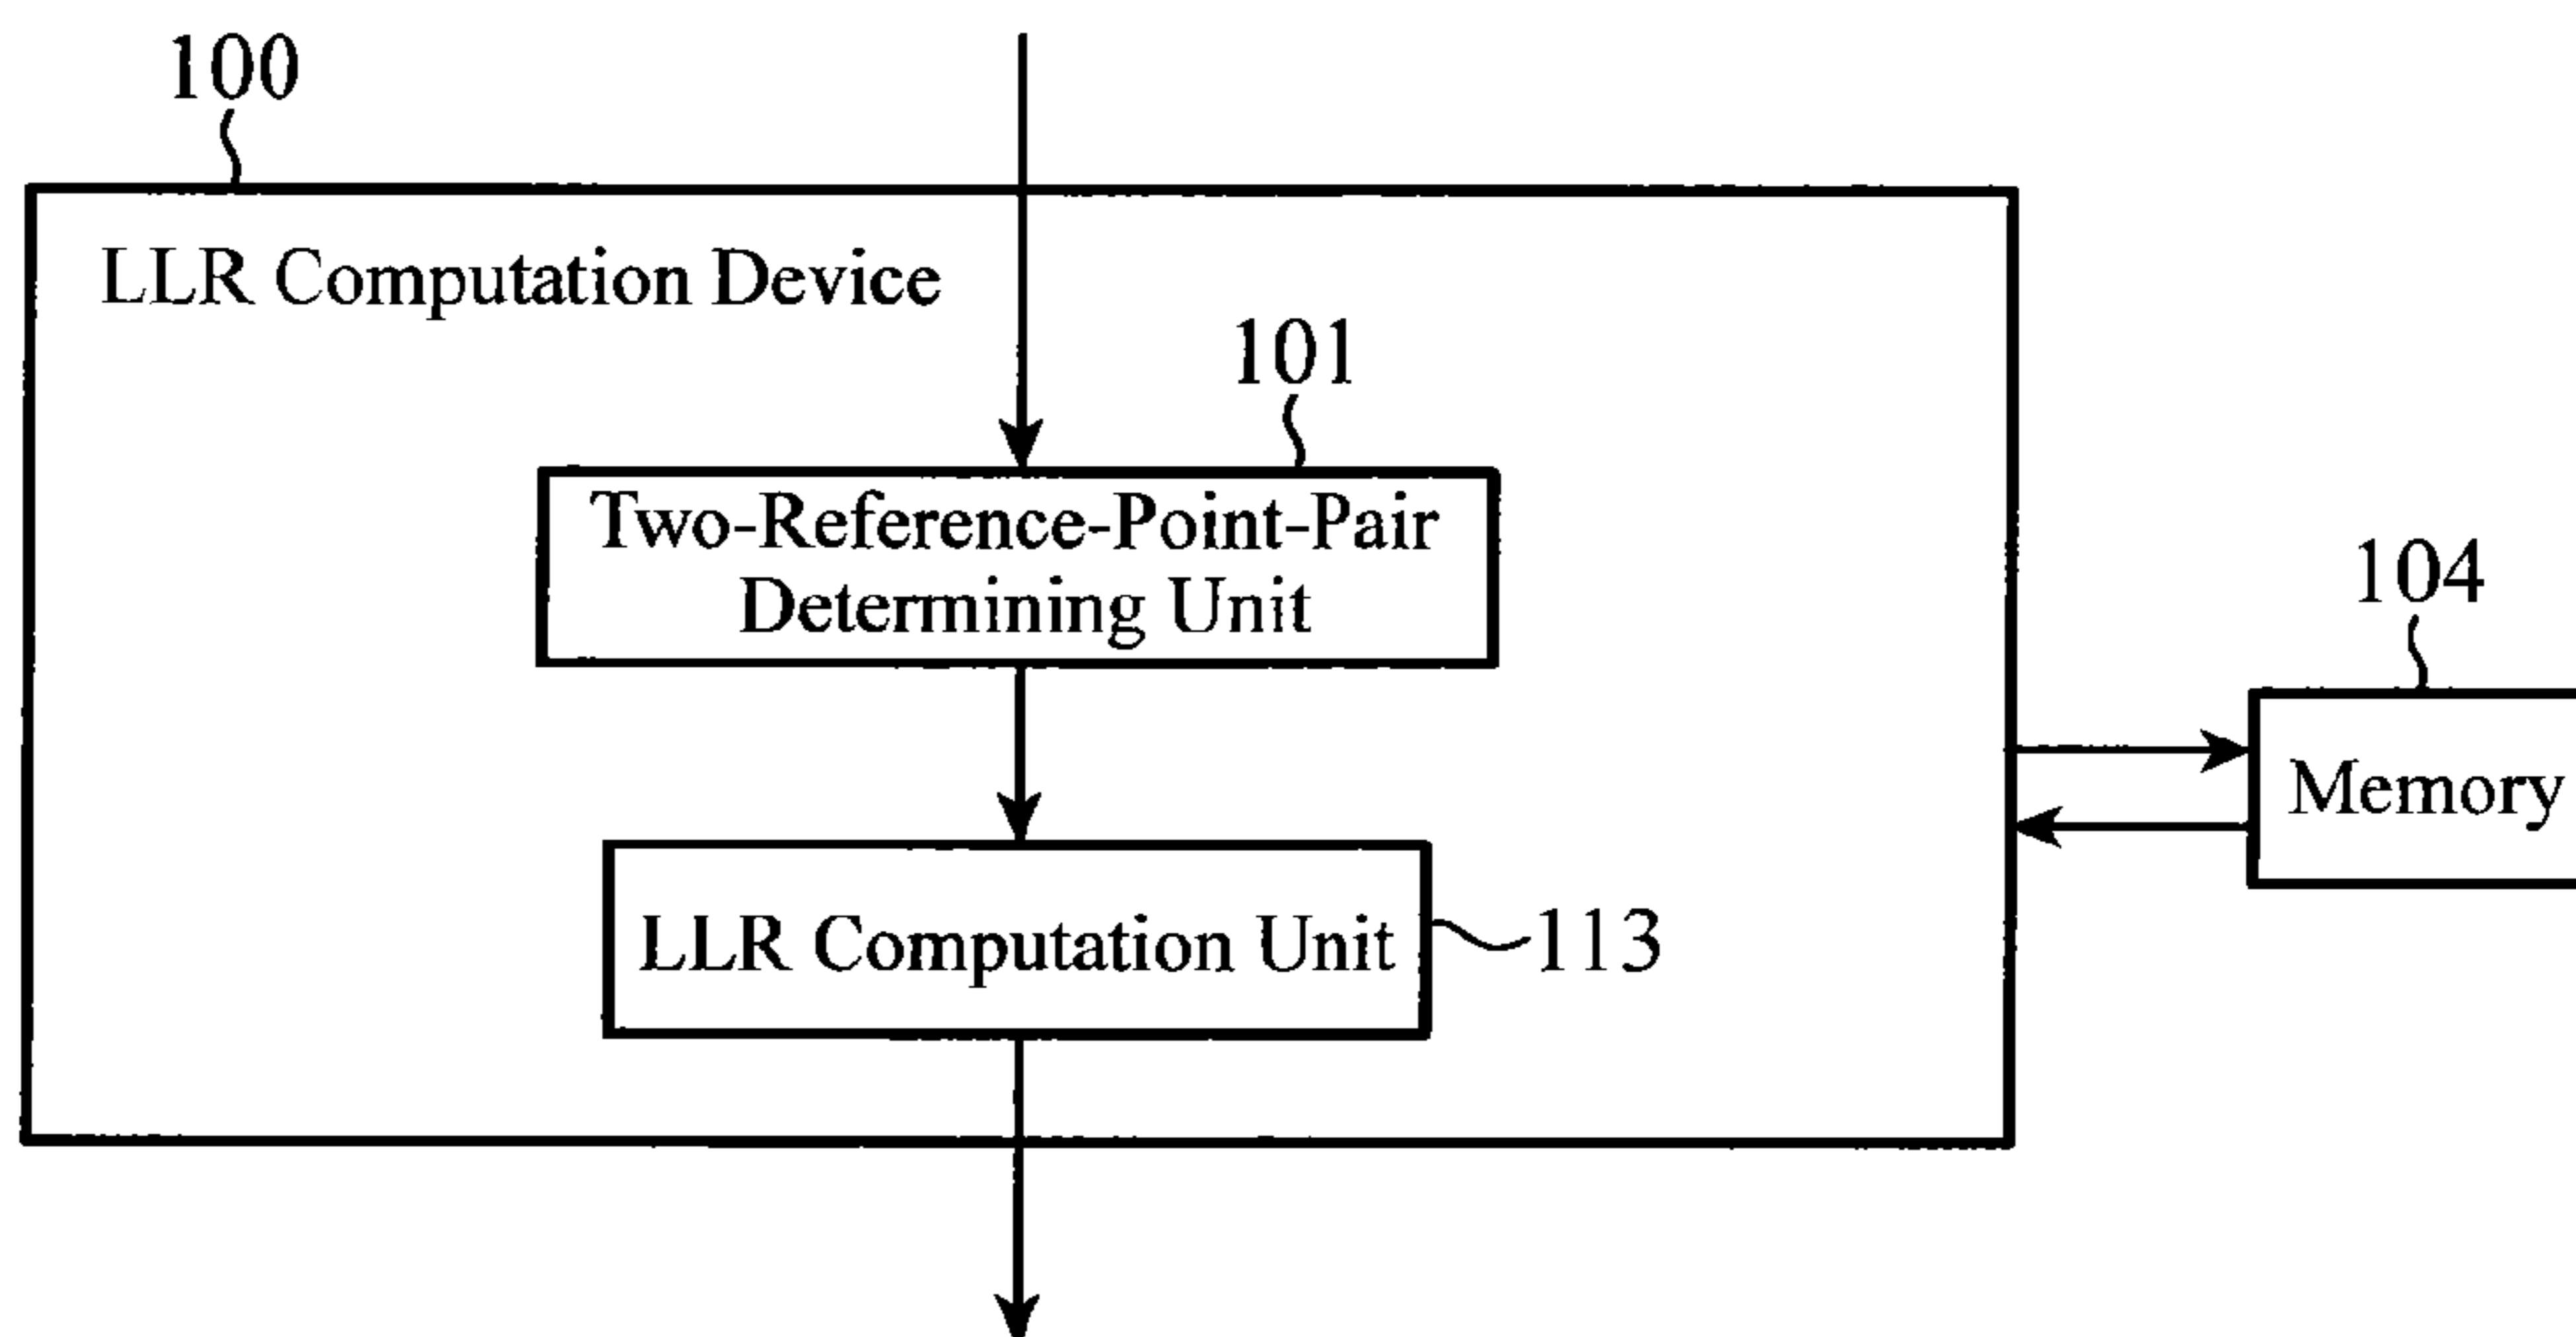 100
LLR Computation Device
101
Two-Reference-Point-Pair
Determining Unit
104
Memory
LLR Computation Unit
113